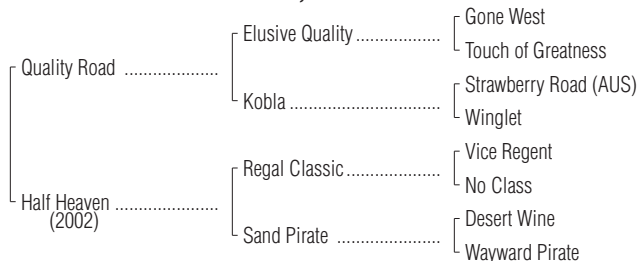 Gone West
Elusive Quality ..................
Touch of Greatness
Quality Road ....................
Strawberry Road (AUS)
Kobla ................................
Winglet
Vice Regent
Regal Classic....................
No Class
Half Heaven ......................
(2002)
Desert Wine
Sand Pirate ......................
Wayward Pirate